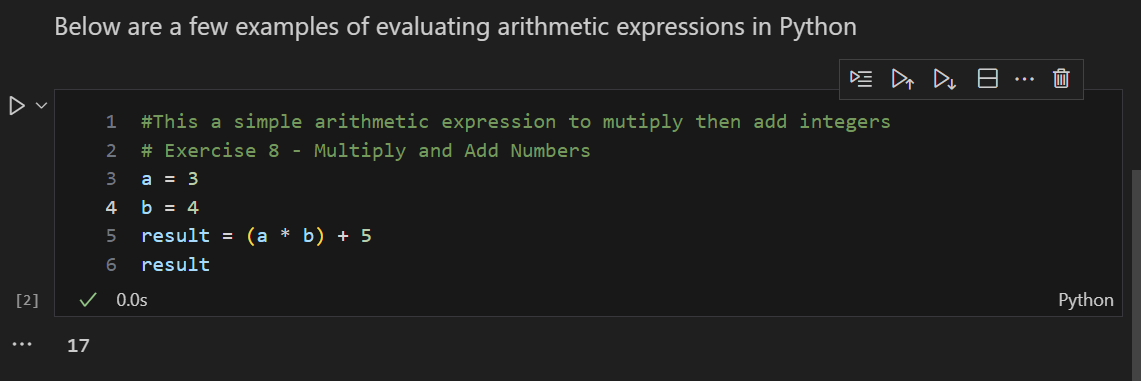 Below are a few examples of evaluating arithmetic expressions in Python
1 #This a simple arithmetic expression to mutiply then add integers
2 # Exercise 8 - Multiply and Add Numbers
3 a = 3
4 b = 4
5 result = (a * b) + 5
6 result
[2] 0.0s Python
17